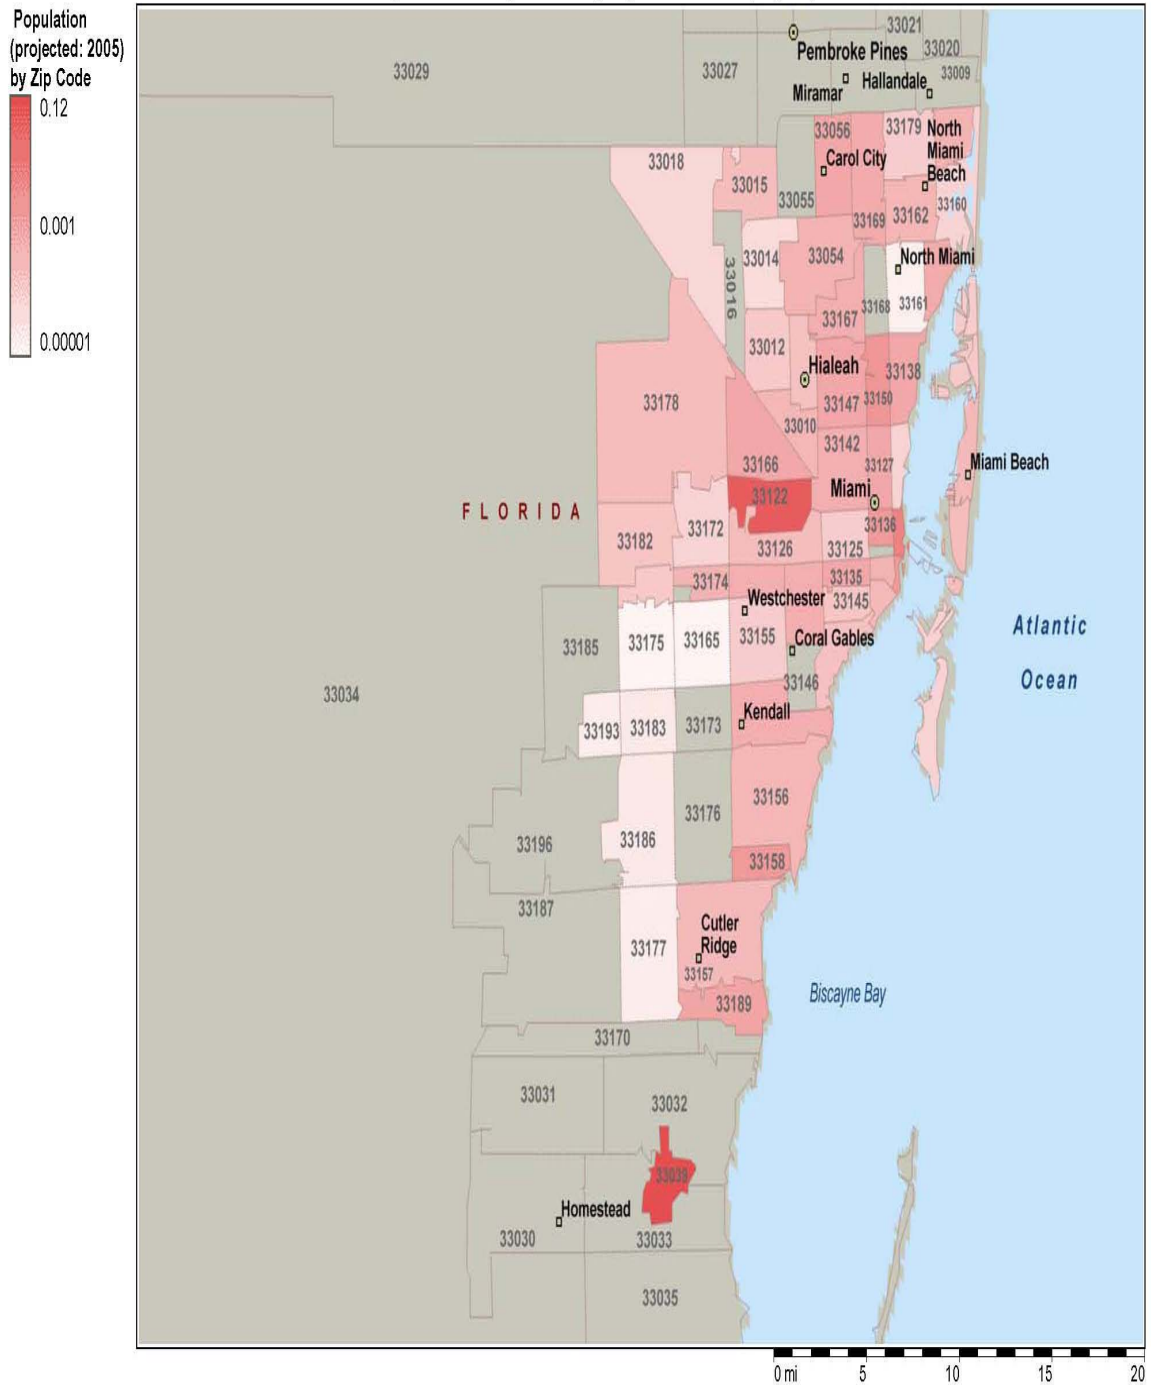 Population
(projected: 2005)
by Zip Code
0.12
0.001
0.00001
33021
33020
33029
33027
Pembroke Pines
33009
Hallandale
Miramar
33056
33179
North
Miami
Beach
33018
Carol City
33015
33055
33160
33169
33162
33014
33054
North Miami
33016
33168
33161
33167
33012
Hialeah
33138
33178
33147
33150
33010
33142
33166
33127
Miami Beach
Miami
33122
FLORIDA
33172
33136
33182
33126
33125
33174
33135
Westchester
33145
Atlantic
Ocean
33185
33175
33165
33155
Coral Gables
33034
33146
Kendall
33193
33183
33173
33156
33176
33196
33186
33158
33187
Cutler
Ridge
33177
33157
Biscayne Bay
33189
33170
33031
33032
33039
Homestead
33030
33033
33035
0 mi
5
10
15
20